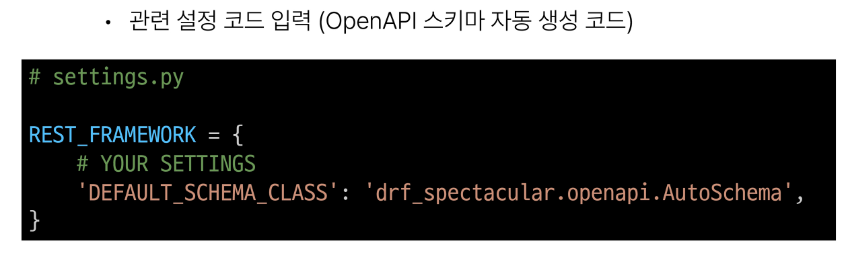 • 관련 설정 코드 입력 (OpenAPI 스키마 자동 생성 코드)
# settings.py
REST_FRAMEWORK = {
    # YOUR SETTINGS
    'DEFAULT_SCHEMA_CLASS': 'drf_spectacular.openapi.AutoSchema',
}